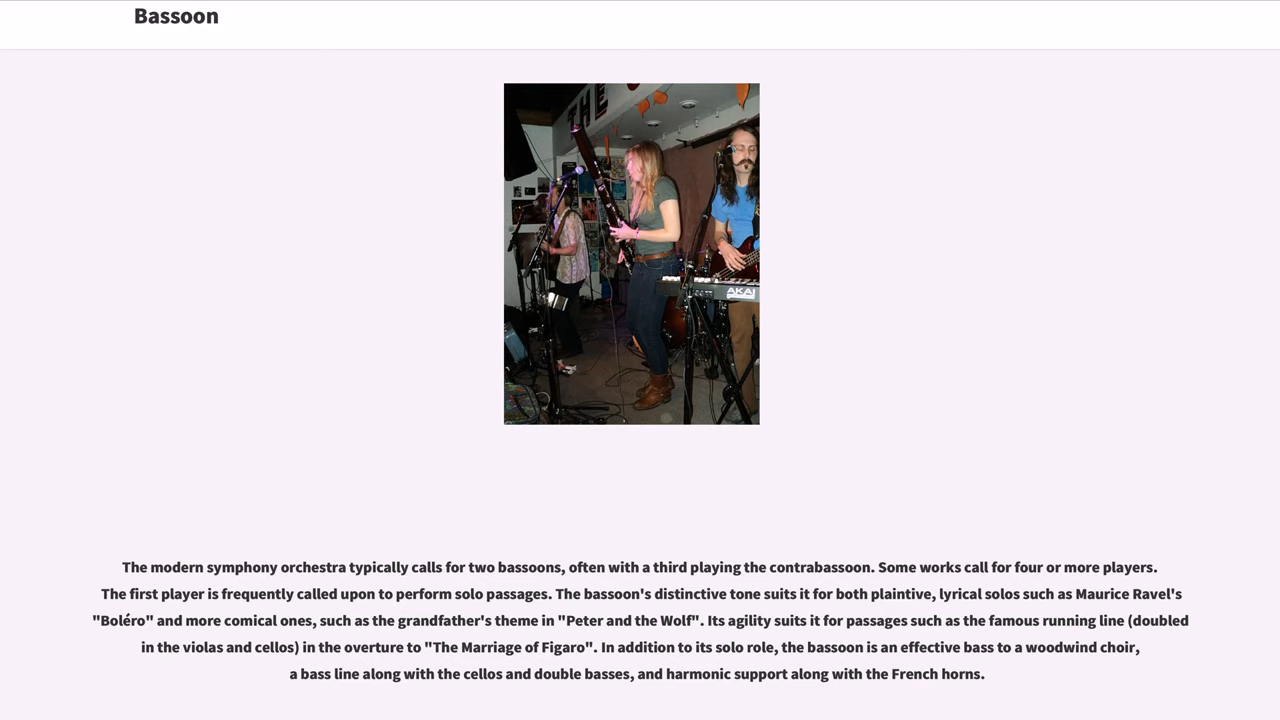 Bassoon
THE
AKAI
The modern symphony orchestra typically calls for two bassoons, often with a third playing the contrabassoon. Some works call for four or more players.
The first player is frequently called upon to perform solo passages. The bassoon's distinctive tone suits it for both plaintive, lyrical solos such as Maurice Ravel's
"Boléro" and more comical ones, such as the grandfather's theme in "Peter and the Wolf". Its agility suits it for passages such as the famous running line (doubled
in the violas and cellos) in the overture to "The Marriage of Figaro". In addition to its solo role, the bassoon is an effective bass to a woodwind choir,
a bass line along with the cellos and double basses, and harmonic support along with the French horns.